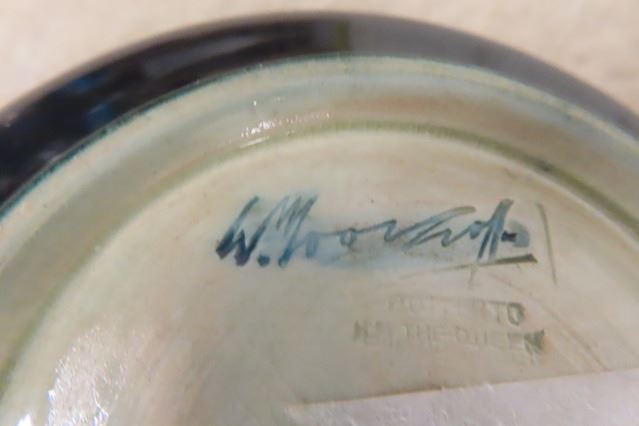 W. Moorcroft
POTTER TO
H.M. THE QUEEN